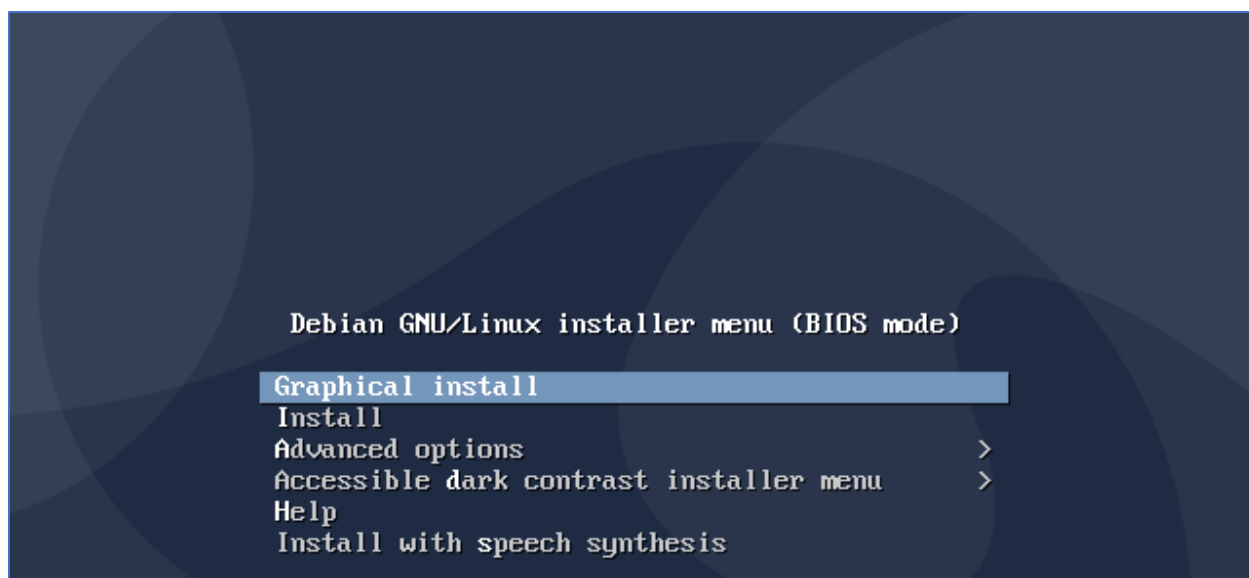 Debian GNU/Linux installer menu (BIOS mode)
Graphical install
Install
Advanced options >
Accessible dark contrast installer menu >
Help
Install with speech synthesis